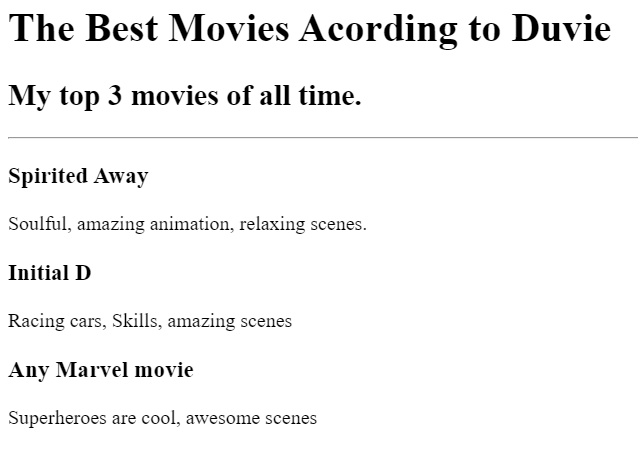 The Best Movies Acording to Duvie
My top 3 movies of all time.
Spirited Away
Soulful, amazing animation, relaxing scenes.
Initial D
Racing cars, Skills, amazing scenes
Any Marvel movie
Superheroes are cool, awesome scenes